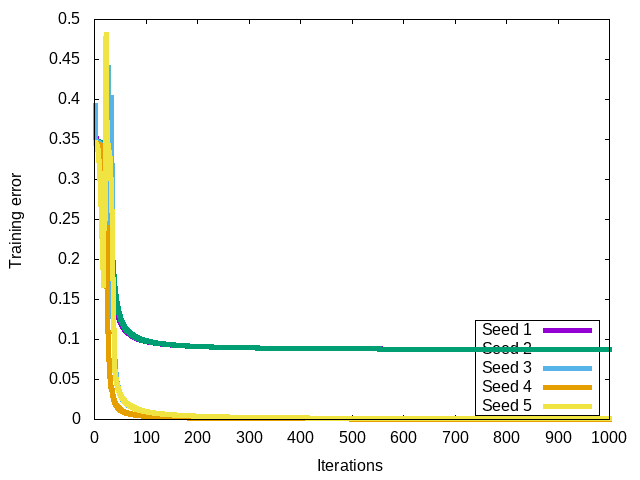 0.5
0.45
0.4
0.35
0.3
0.25
0.2
0.15
0.1
0.05
0
Training error
Seed 1
Seed 2
Seed 3
Seed 4
Seed 5
0 100 200 300 400 500 600 700 800 900 1000
Iterations